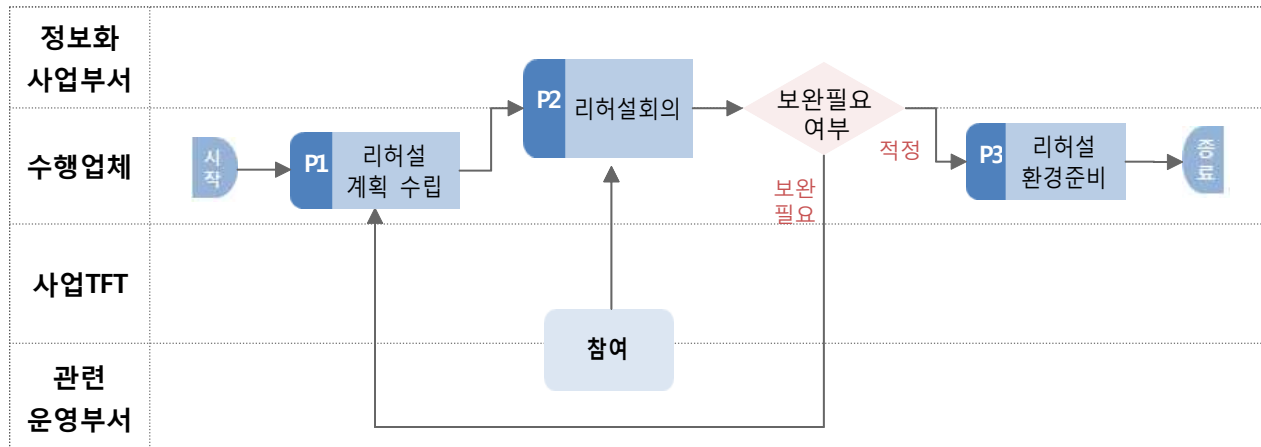 정보화
사업부서
P2
리허설회의
보완필요
여부
수행업체
시
작
P1
리허설
계획 수립
적정
P3
리허설
환경준비
종
료
보완
필요
사업TFT
참여
관련
운영부서